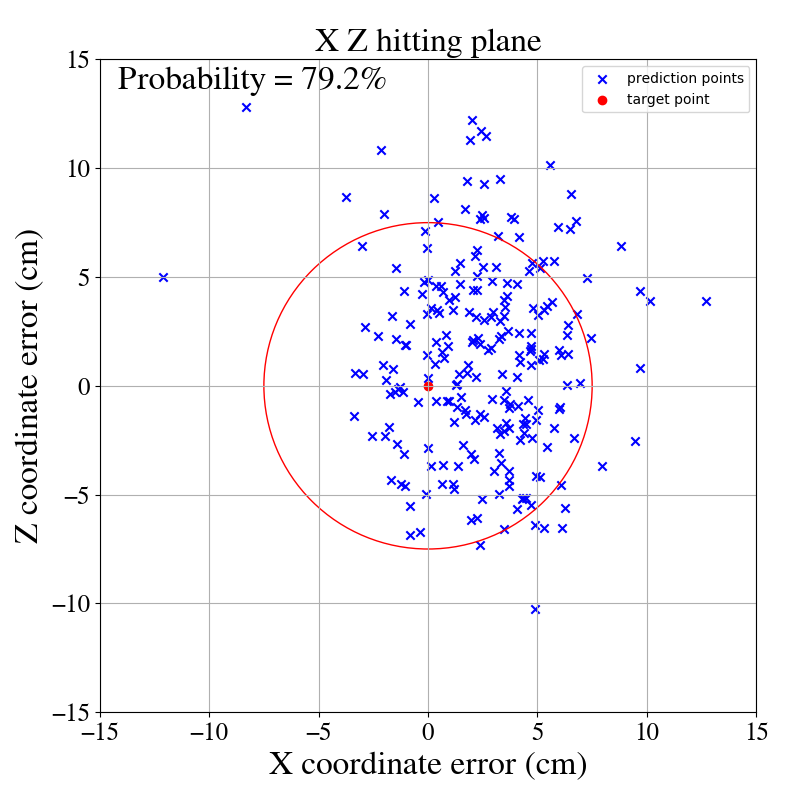 X Z hitting plane
Probability = 79.2%
prediction points
target point
Z coordinate error (cm)
15
10
5
0
−5
−10
−15
−15 −10 −5 0 5 10 15
X coordinate error (cm)